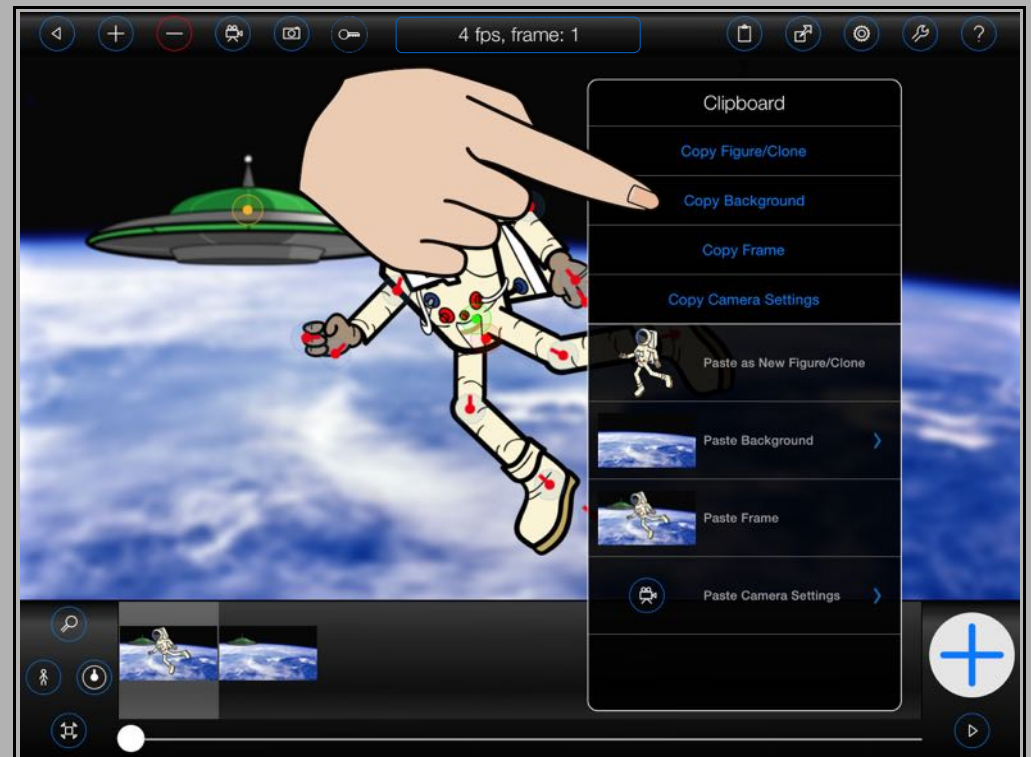 4 fps, frame: 1
?
Clipboard
Copy Figure/Clone
Copy Background
Copy Frame
Copy Camera Settings
Paste as New Figure/Clone
Paste Background
Paste Frame
Paste Camera Settings